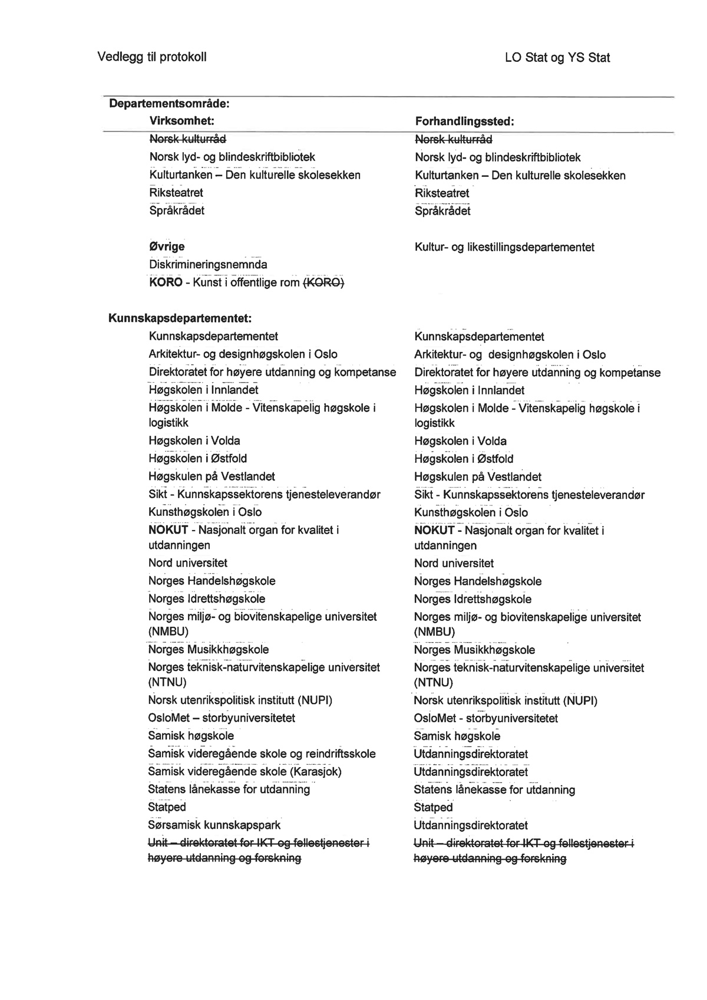 Vedlegg til protokoll LO Stat og YS Stat
Departementsområde:
Virksomhet: Forhandlingssted:
Norsk kulturråd Norsk kulturråd
Norsk lyd- og blindeskriftbibliotek Norsk lyd- og blindeskriftbibliotek
Kulturtanken – Den kulturelle skolesekken Kulturtanken – Den kulturelle skolesekken
Riksteatret Riksteatret
Språkrådet Språkrådet
Øvrige Kultur- og likestillingsdepartementet
Diskrimineringsnemnda
KORO - Kunst i offentlige rom (KORO)
Kunnskapsdepartementet:
Kunnskapsdepartementet Kunnskapsdepartementet
Arkitektur- og designhøgskolen i Oslo Arkitektur- og designhøgskolen i Oslo
Direktoratet for høyere utdanning og kompetanse Direktoratet for høyere utdanning og kompetanse
Høgskolen i Innlandet Høgskolen i Innlandet
Høgskolen i Molde - Vitenskapelig høgskole i Høgskolen i Molde - Vitenskapelig høgskole i
logistikk logistikk
Høgskolen i Volda Høgskolen i Volda
Høgskolen i Østfold Høgskolen i Østfold
Høgskulen på Vestlandet Høgskulen på Vestlandet
Sikt - Kunnskapssektorens tjenesteleverandør Sikt - Kunnskapssektorens tjenesteleverandør
Kunsthøgskolen i Oslo Kunsthøgskolen i Oslo
NOKUT - Nasjonalt organ for kvalitet i NOKUT - Nasjonalt organ for kvalitet i
utdanningen utdanningen
Nord universitet Nord universitet
Norges Handelshøgskole Norges Handelshøgskole
Norges Idrettshøgskole Norges Idrettshøgskole
Norges miljø- og biovitenskapelige universitet Norges miljø- og biovitenskapelige universitet
(NMBU) (NMBU)
Norges Musikkhøgskole Norges Musikkhøgskole
Norges teknisk-naturvitenskapelige universitet Norges teknisk-naturvitenskapelige universitet
(NTNU) (NTNU)
Norsk utenrikspolitisk institutt (NUPI) Norsk utenrikspolitisk institutt (NUPI)
OsloMet – storbyuniversitetet OsloMet - storbyuniversitetet
Samisk høgskole Samisk høgskole
Samisk videregående skole og reindriftsskole Utdanningsdirektoratet
Samisk videregående skole (Karasjok) Utdanningsdirektoratet
Statens lånekasse for utdanning Statens lånekasse for utdanning
Statped Statped
Sørsamisk kunnskapspark Utdanningsdirektoratet
Unit – direktoratet for IKT og fellestjenester i Unit – direktoratet for IKT og fellestjenester i
høyere utdanning og forskning høyere utdanning og forskning